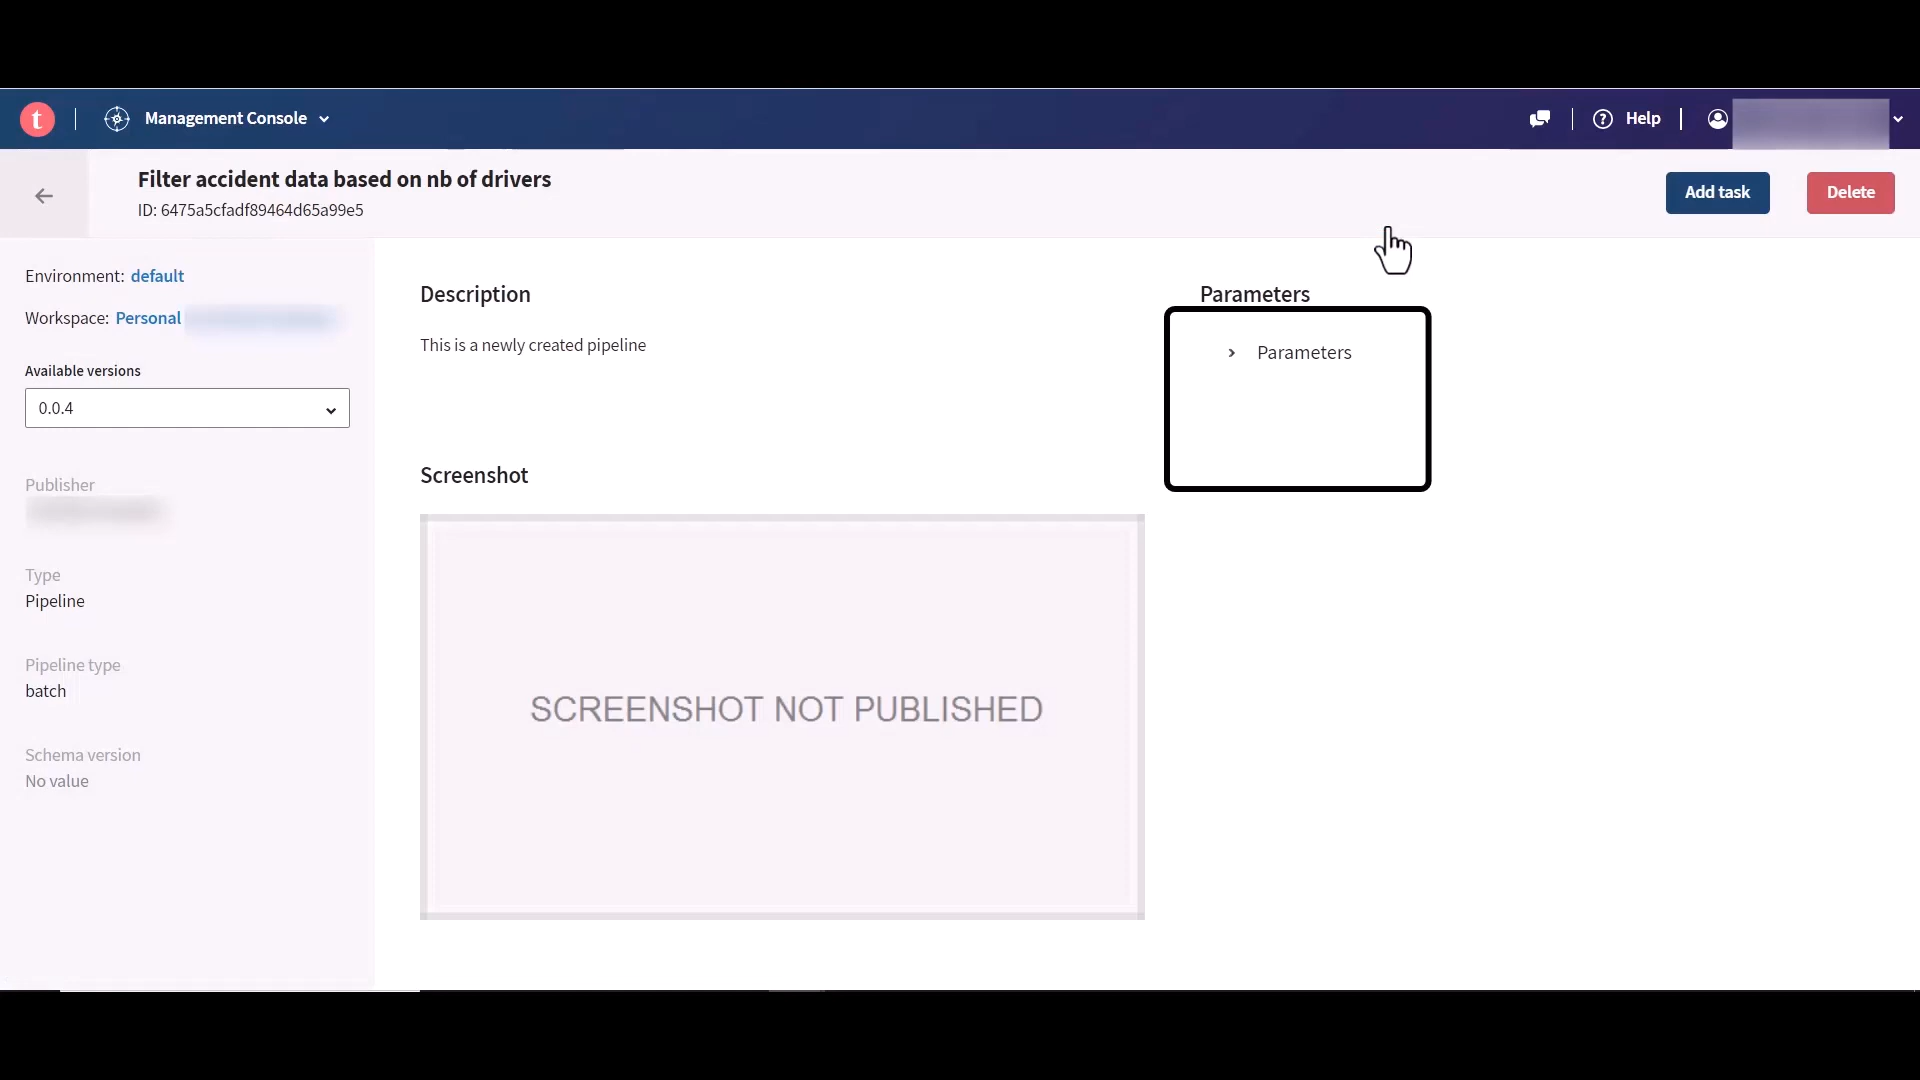 t
Management Console
Help
Filter accident data based on nb of drivers
ID: 6475a5cfadf89464d65a99e5
Add task
Delete
Environment: default
Workspace: Personal
Available versions
0.0.4
Publisher
Type
Pipeline
Pipeline type
batch
Schema version
No value
Description
This is a newly created pipeline
Screenshot
SCREENSHOT NOT PUBLISHED
Parameters
Parameters